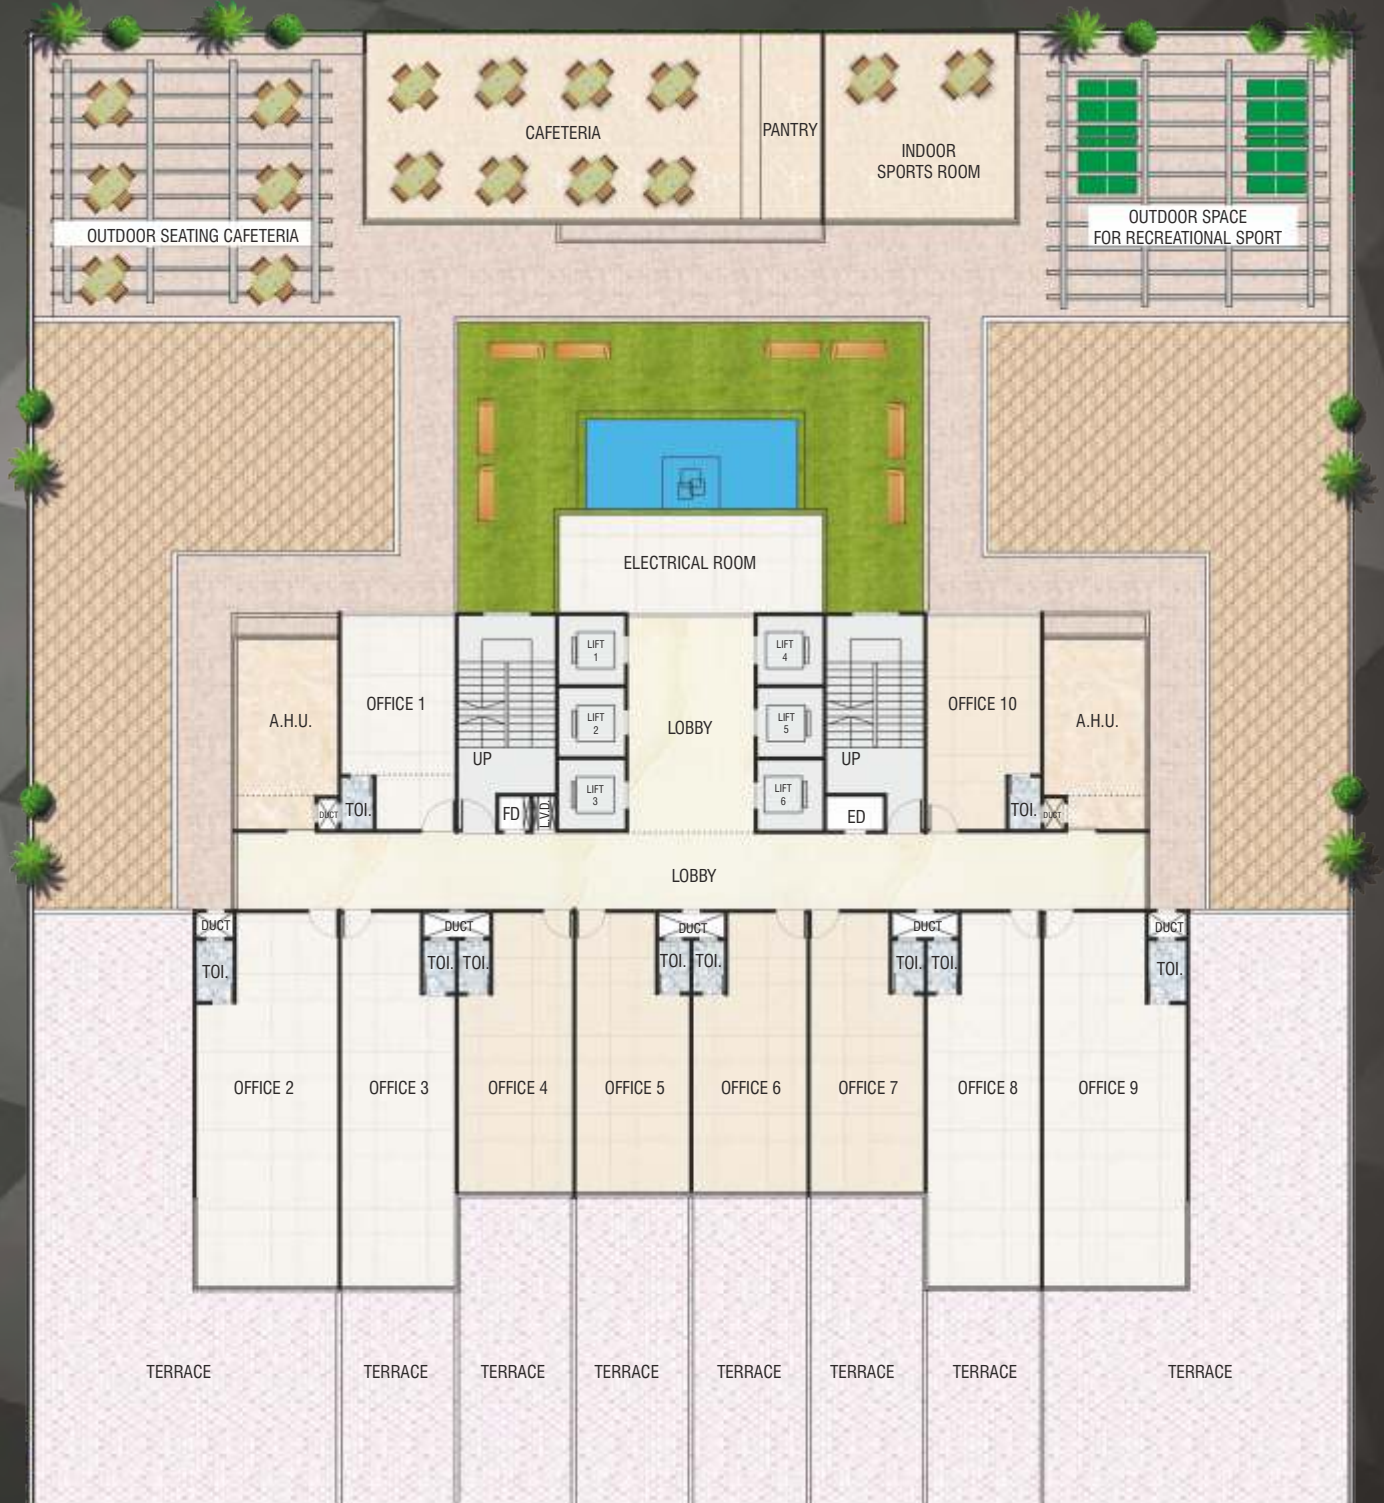 CAFETERIA
PANTRY
INDOOR
SPORTS ROOM
OUTDOOR SEATING CAFETERIA
OUTDOOR SPACE
FOR RECREATIONAL SPORT
ELECTRICAL ROOM
LIFT
1
LIFT
4
OFFICE 1
OFFICE 10
A.H.U.
LIFT
2
LOBBY
LIFT
5
A.H.U.
UP
UP
LIFT
3
LIFT
6
DUCT
TOI.
FD
L.V.D.
ED
TOI.
DUCT
LOBBY
DUCT
DUCT
DUCT
DUCT
DUCT
TOI.
TOI.
TOI.
TOI.
TOI.
TOI.
TOI.
TOI.
OFFICE 2
OFFICE 3
OFFICE 4
OFFICE 5
OFFICE 6
OFFICE 7
OFFICE 8
OFFICE 9
TERRACE
TERRACE
TERRACE
TERRACE
TERRACE
TERRACE
TERRACE
TERRACE